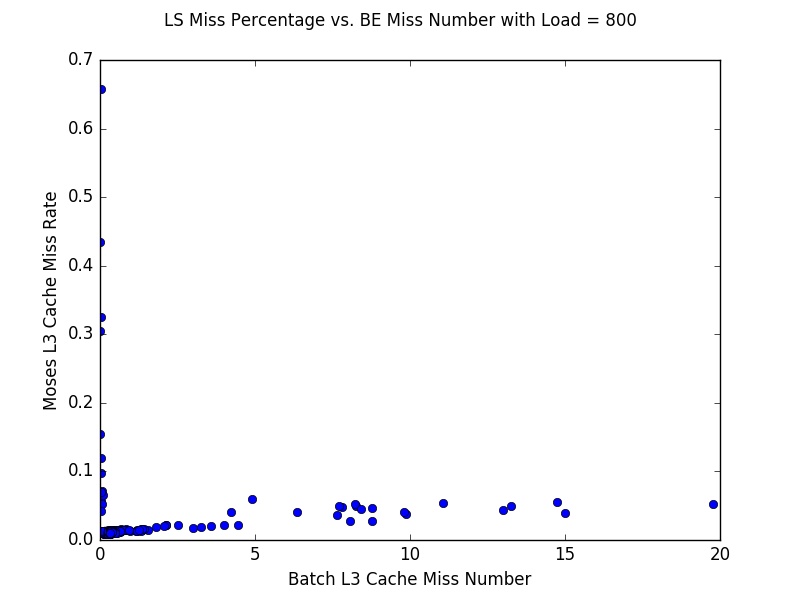 LS Miss Percentage vs. BE Miss Number with Load = 800
0.7
0.6
0.5
0.4
0.3
0.2
0.1
0.0
Moses L3 Cache Miss Rate
0 5 10 15 20
Batch L3 Cache Miss Number